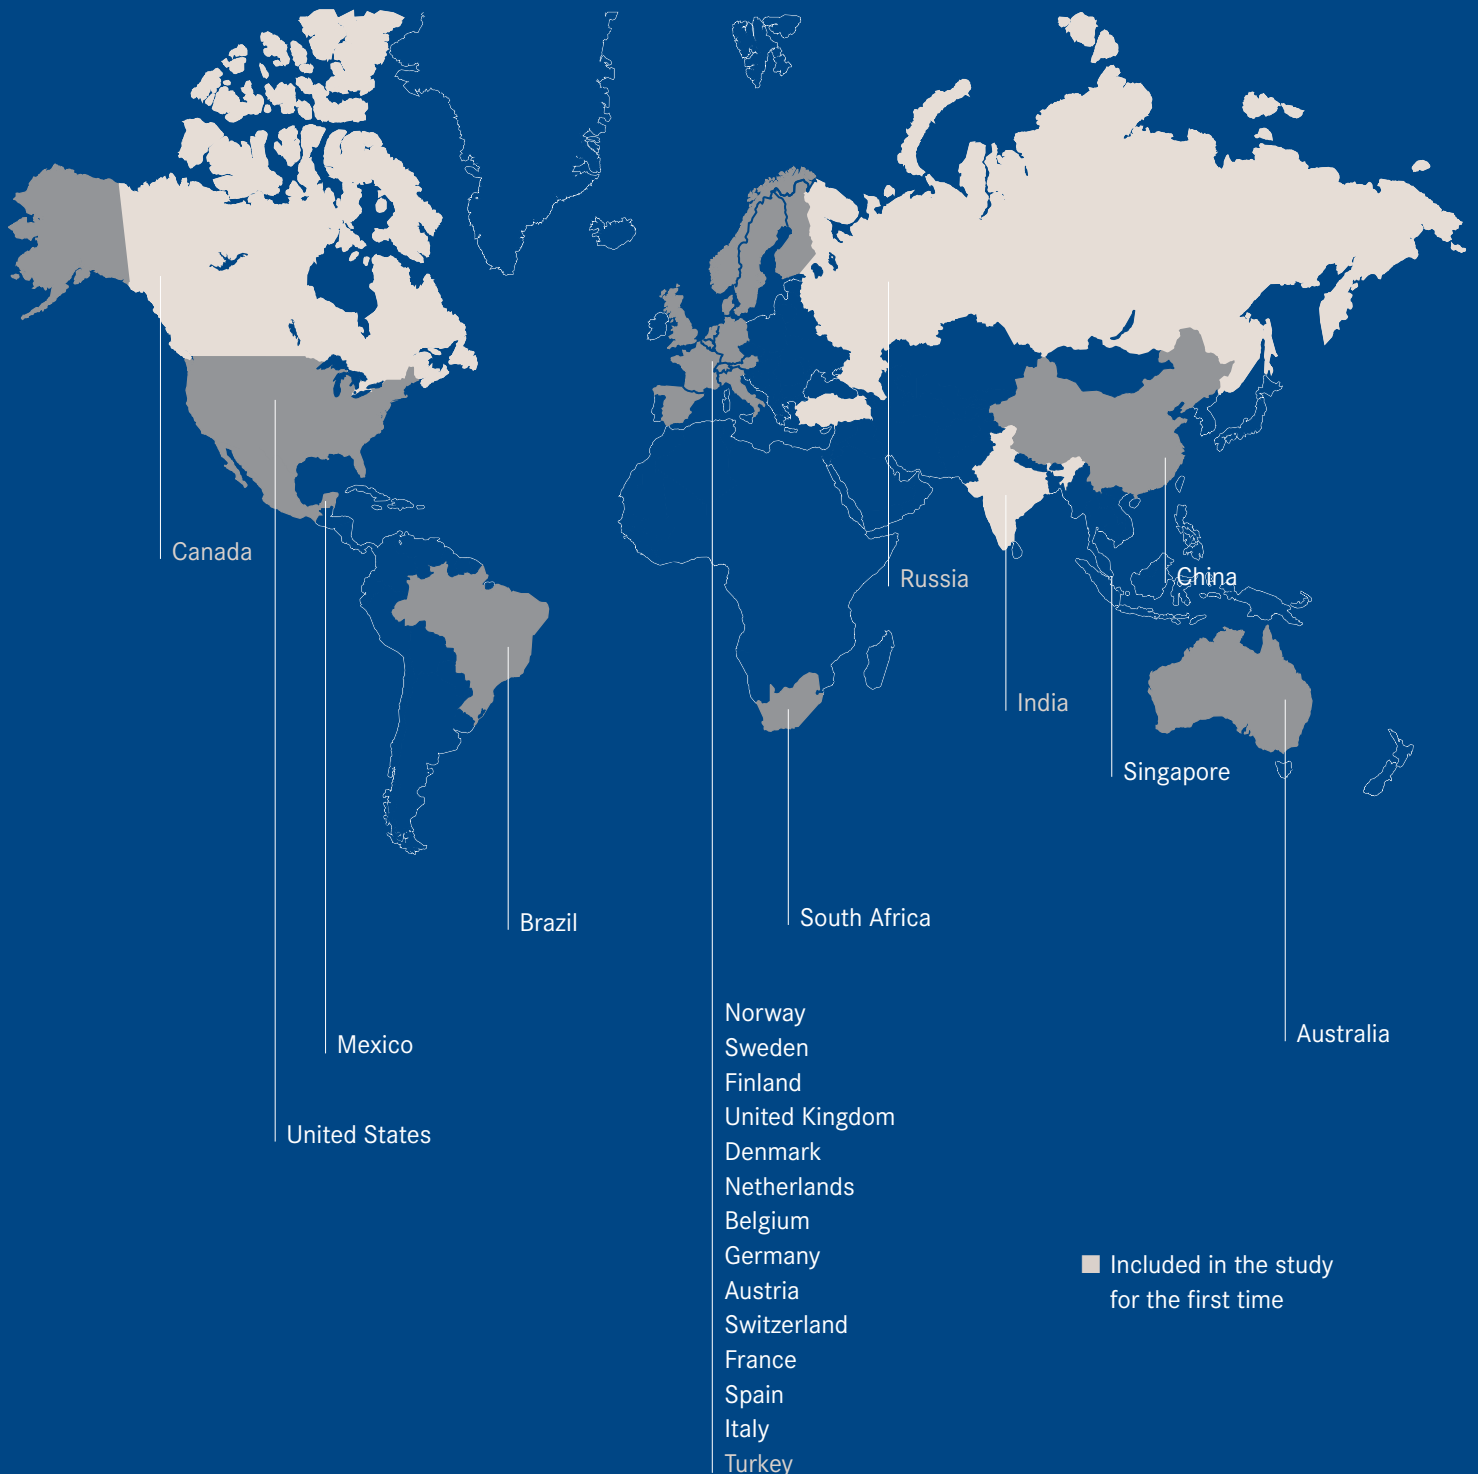 Canada
Russia
China
India
Singapore
Brazil
South Africa
Norway
Australia
Mexico
Sweden
Finland
United Kingdom
United States
Denmark
Netherlands
Belgium
Germany
Austria
Switzerland
France
Spain
Italy
Turkey
Included in the study
for the first time